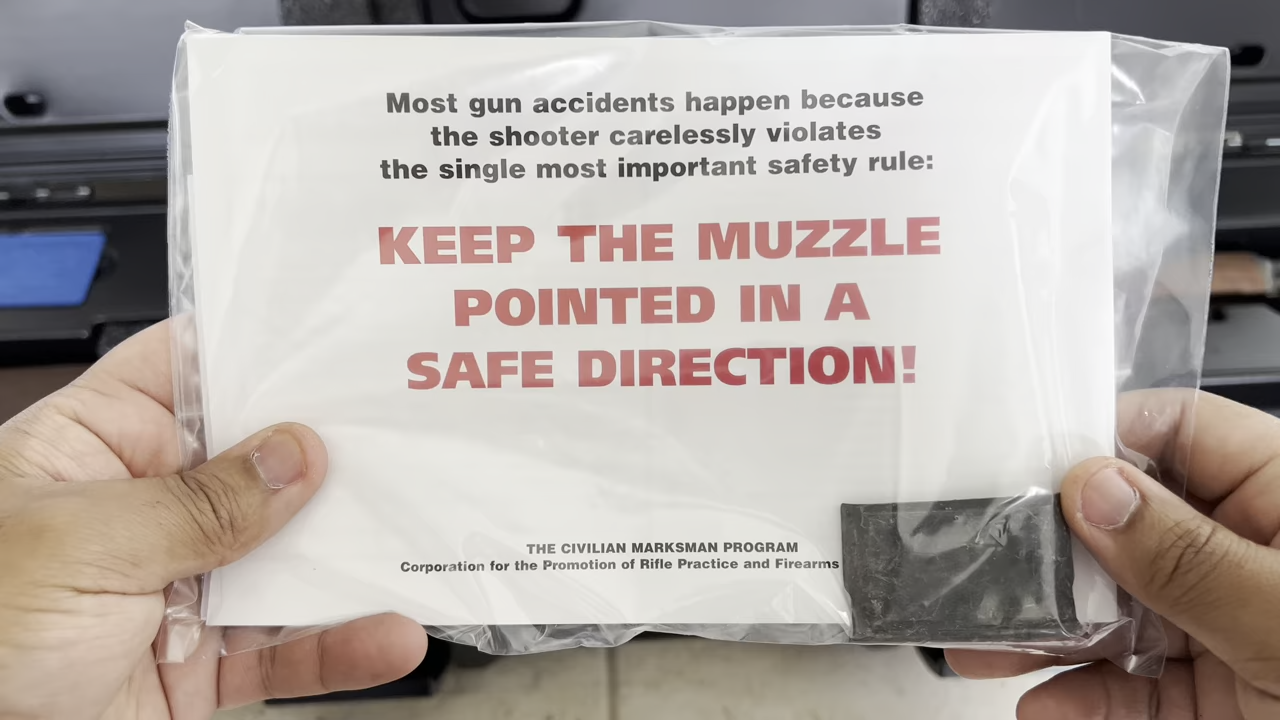 Most gun accidents happen because
the shooter carelessly violates
the single most important safety rule:
KEEP THE MUZZLE
POINTED IN A
SAFE DIRECTION!
THE CIVILIAN MARKSMAN PROGRAM
Corporation for the Promotion of Rifle Practice and Firearms